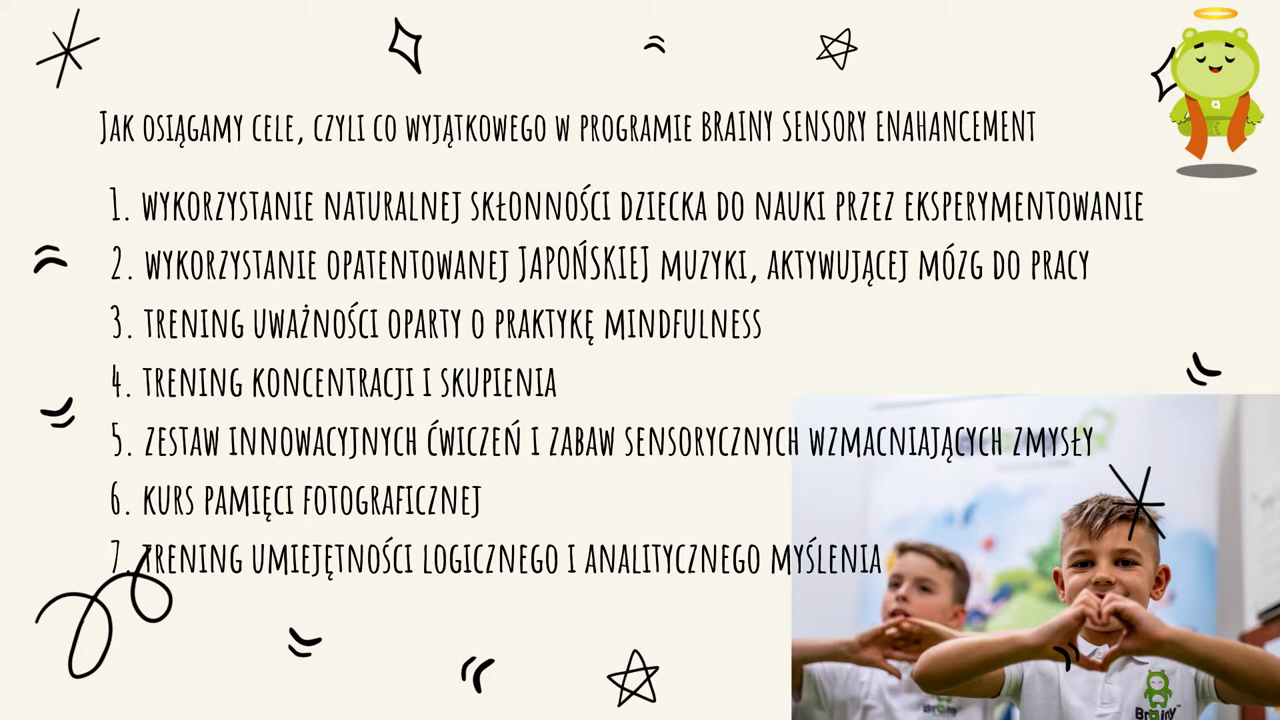 Jak osiągamy cele, czyli co wyjątkowego w programie BRAINY SENSORY ENAHANCEMENT
1. wykorzystanie naturalnej skłonności dziecka do nauki przez eksperymentowanie
2. wykorzystanie opatentowanej JAPOŃSKIEJ muzyki, aktywującej mózg do pracy
3. trening uważności oparty o praktykę mindfulness
4. trening koncentracji i skupienia
5. zestaw innowacyjnych ćwiczeń i zabaw sensorycznych wzmacniających zmysły
6. kurs pamięci fotograficznej
7. trening umiejętności logicznego i analitycznego myślenia
Brainy